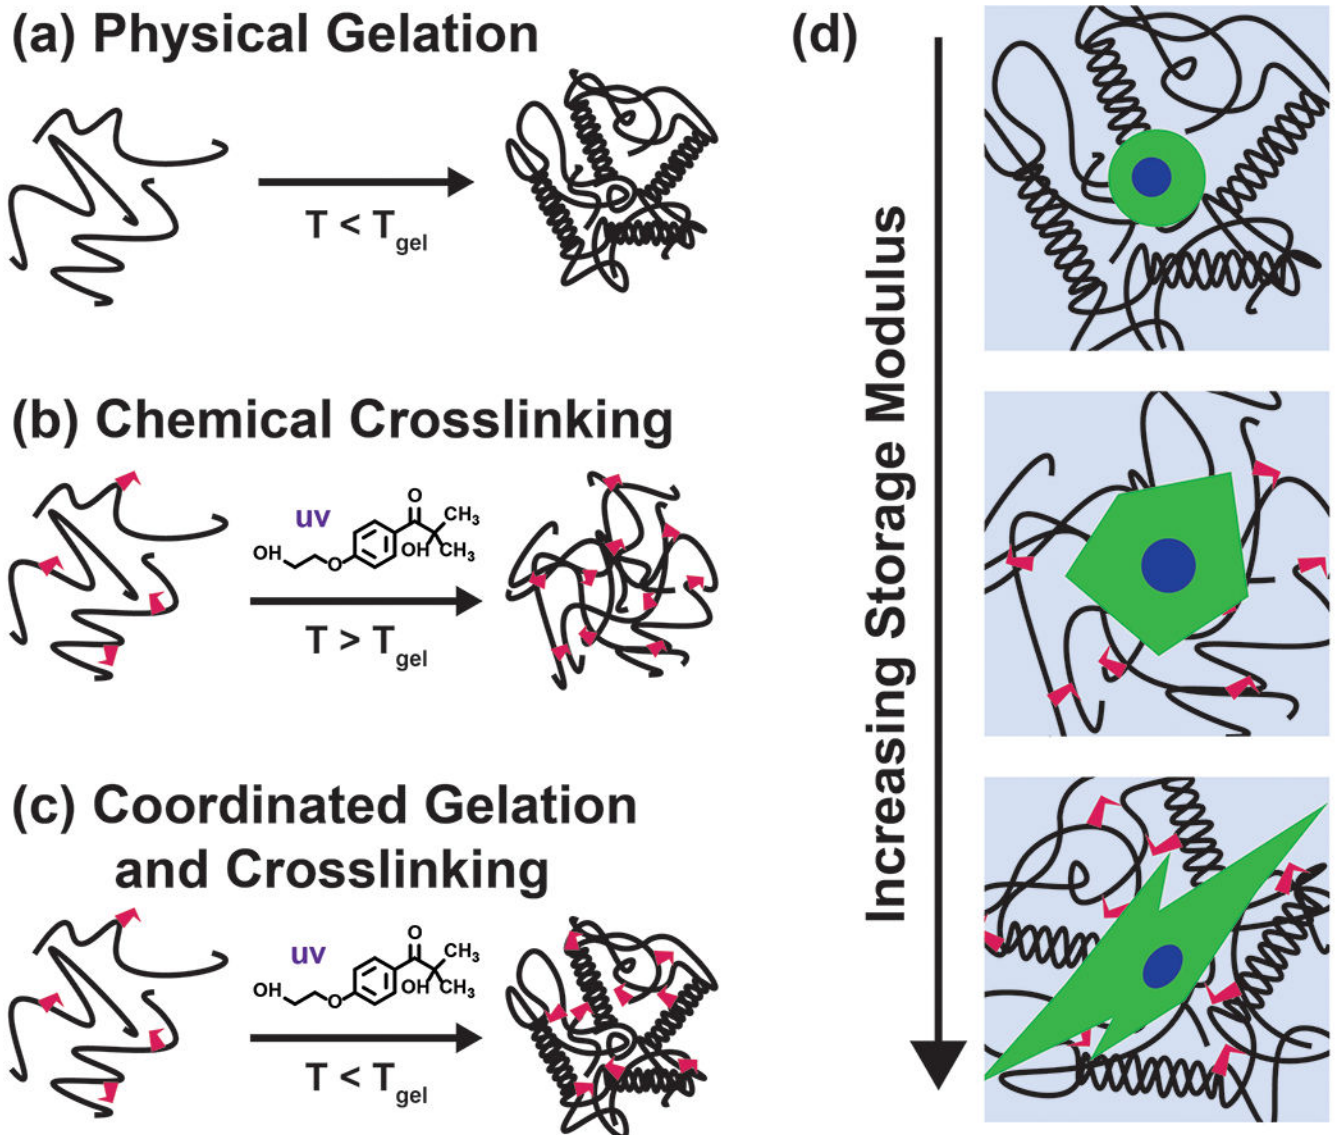 (a) Physical Gelation
T < Tgel
(b) Chemical Crosslinking
uv
O
CH3
OH
O
OH
CH3
T > Tgel
(c) Coordinated Gelation
and Crosslinking
uv
O
CH3
OH
O
OH
CH3
T < Tgel
(d)
Increasing Storage Modulus